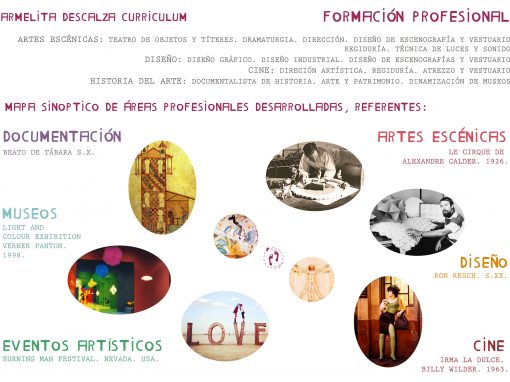 ARMELITA DESCALZA CURRICULUM
FORMACIÓN PROFESIONAL
ARTES ESCÉNICAS: TEATRO DE OBJETOS Y TÍTERES. DRAMATURGIA. DIRECCIÓN. DISEÑO DE ESCENOGRAFÍA Y VESTUARIO
REGIDURÍA. TÉCNICA DE LUCES Y SONIDO
DISEÑO: DISEÑO GRÁFICO. DISEÑO INDUSTRIAL. DISEÑO DE ESCENOGRAFÍAS Y VESTUARIO
CINE: DIRECIÓN ARTÍSTICA. REGIDURÍA. ATREZZO Y VESTUARIO
HISTORIA DEL ARTE: DOCUMENTALISTA DE HISTORIA. ARTE Y PATRIMONIO. DINAMIZACIÓN DE MUSEOS
MAPA SINOPTICO DE ÁREAS PROFESIONALES DESARROLLADAS, REFERENTES:
DOCUMENTACIÓN
BEATO DE TÁBARA S.X.
ARTES ESCÉNICAS
LE CIRQUE DE
ALEXANDRE CALDER. 1926.
MUSEOS
LIGHT AND
COLOUR EXHIBITION
VERNER PANTON.
1998.
DISEÑO
RON RESCH. S.XX.
LOVE
EVENTOS ARTÍSTICOS
BURNING MAN FESTIVAL. NEVADA. USA.
CINE
IRMA LA DULCE.
BILLY WILDER. 1963.